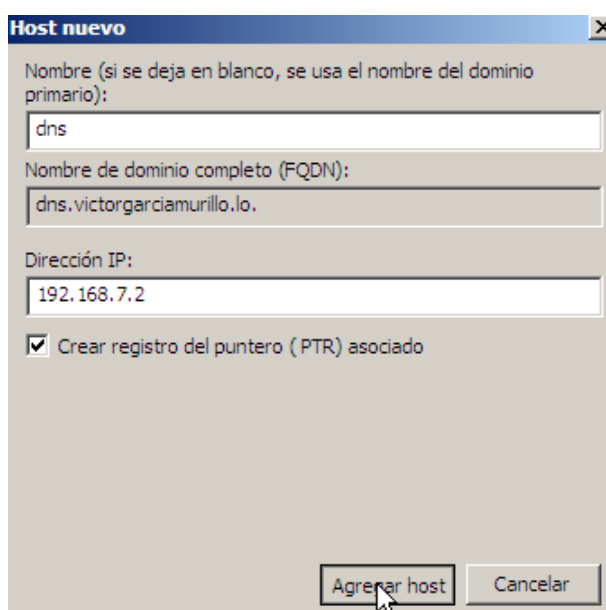 Host nuevo
Nombre (si se deja en blanco, se usa el nombre del dominio
primario):
dns
Nombre de dominio completo (FQDN):
dns.victorgarciamurillo.lo.
Dirección IP:
192.168.7.2
Crear registro del puntero (PTR) asociado
Agregar host
Cancelar